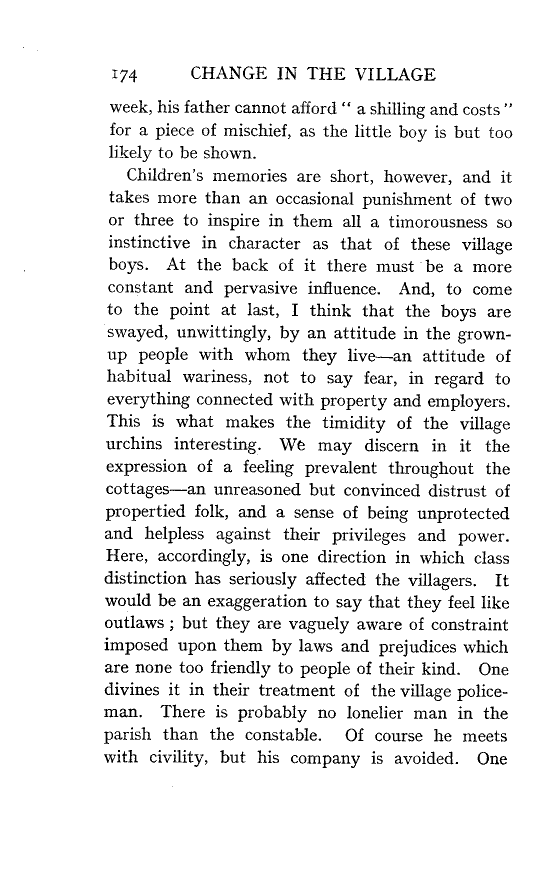 174 CHANGE IN THE VILLAGE
week, his father cannot afford “ a shilling and costs ”
for a piece of mischief, as the little boy is but too
likely to be shown.
Children's memories are short, however, and it
takes more than an occasional punishment of two
or three to inspire in them all a timorousness so
instinctive in character as that of these village
boys. At the back of it there must be a more
constant and pervasive influence. And, to come
to the point at last, I think that the boys are
swayed, unwittingly, by an attitude in the grown-
up people with whom they live—an attitude of
habitual wariness, not to say fear, in regard to
everything connected with property and employers.
This is what makes the timidity of the village
urchins interesting. We may discern in it the
expression of a feeling prevalent throughout the
cottages—an unreasoned but convinced distrust of
propertied folk, and a sense of being unprotected
and helpless against their privileges and power.
Here, accordingly, is one direction in which class
distinction has seriously affected the villagers. It
would be an exaggeration to say that they feel like
outlaws ; but they are vaguely aware of constraint
imposed upon them by laws and prejudices which
are none too friendly to people of their kind. One
divines it in their treatment of the village police-
man. There is probably no lonelier man in the
parish than the constable. Of course he meets
with civility, but his company is avoided. One